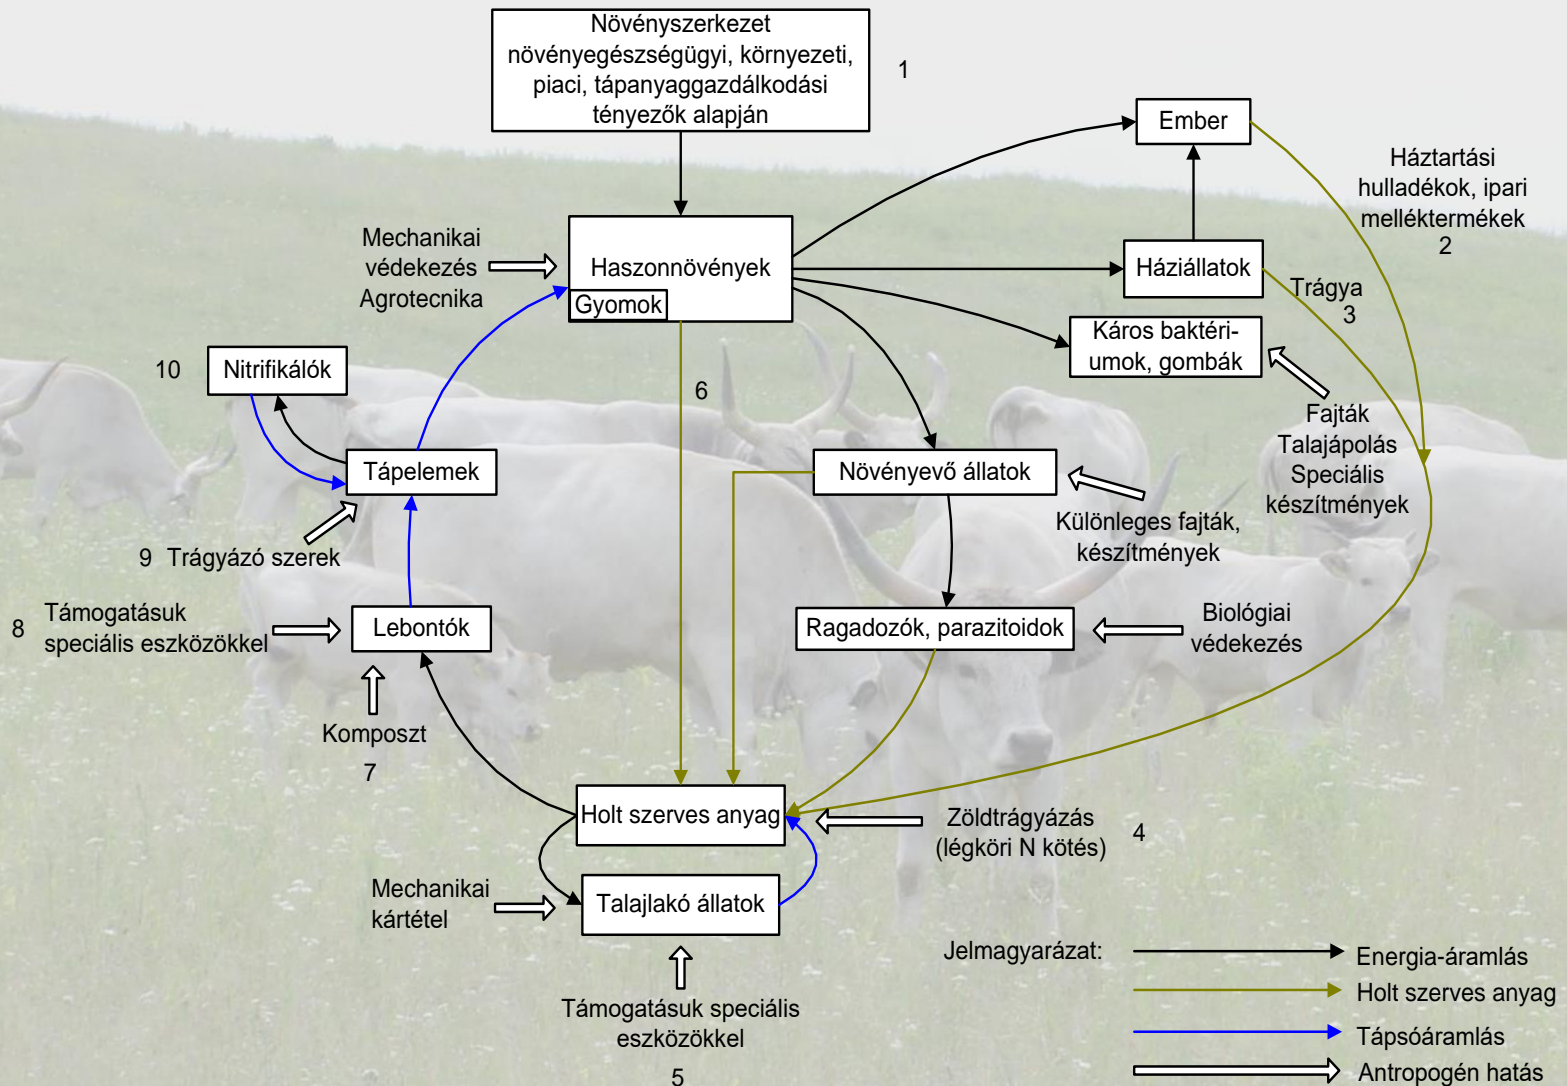 Növényszerkezet
növényegészségügyi, környezeti,
piaci, tápanyaggazdálkodási
tényezők alapján
1
Ember
Háztartási
hulladékok, ipari
melléktermékek
2
Mechanikai
védekezés
Agrotecnika
Haszonnövények
Gyomok
Háziállatok
Trágya
3
Káros baktéri-
umok, gombák
10
Nitrifikálók
6
Fajták
Talajápolás
Speciális
készítmények
Tápelemek
Növényevő állatok
Különleges fajták,
készítmények
9 Trágyázó szerek
8
Támogatásuk
speciális eszközökkel
Lebontók
Ragadozók, parazitoidok
Biológiai
védekezés
Komposzt
7
Holt szerves anyag
Zöldtrágyázás
(légköri N kötés)
4
Mechanikai
kártétel
Talajlakó állatok
Támogatásuk speciális
eszközökkel
5
Jelmagyarázat:
Energia-áramlás
Holt szerves anyag
Tápsóáramlás
Antropogén hatás